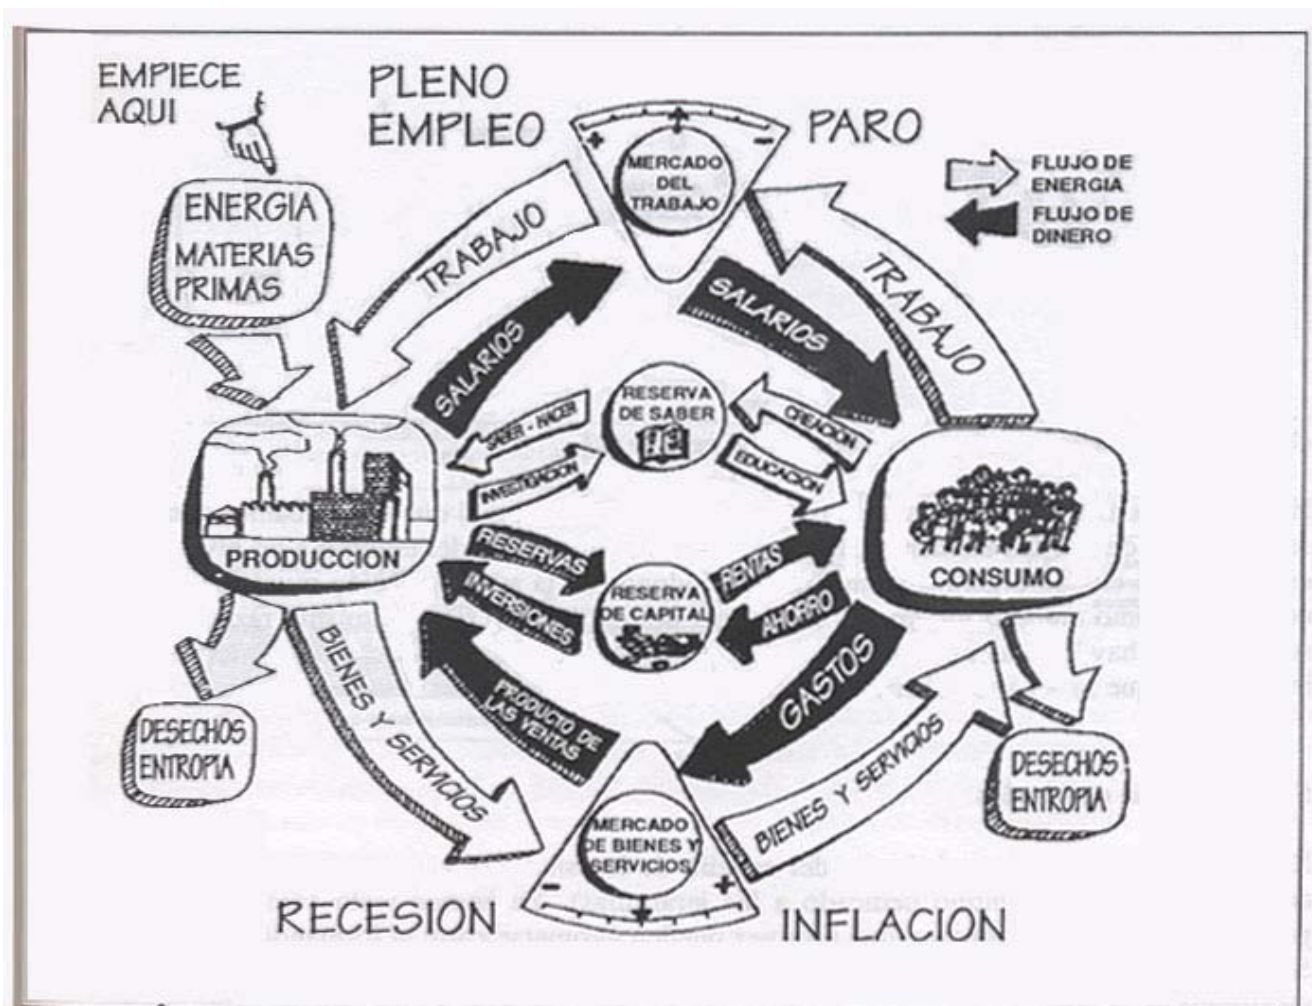 EMPIECE
AQUI
PLENO
EMPLEO
PARO
MERCADO
DEL
TRABAJO
FLUJO DE
ENERGIA
FLUJO DE
DINERO
ENERGIA
MATERIAS
PRIMAS
TRABAJO
TRABAJO
SALARIOS
SALARIOS
RESERVA
DE SABER
SABER - HACER
INVESTIGACION
CREACIÓN
EDUCACIÓN
PRODUCCION
CONSUMO
RESERVAS
INVERSIONES
RESERVA
DE CAPITAL
RENTAS
AHORRO
BIENES Y SERVICIOS
PRODUCTO DE
LAS VENTAS
GASTOS
BIENES Y SERVICIOS
DESECHOS
ENTROPIA
DESECHOS
ENTROPIA
MERCADO
DE BIENES Y
SERVICIOS
RECESION
INFLACION